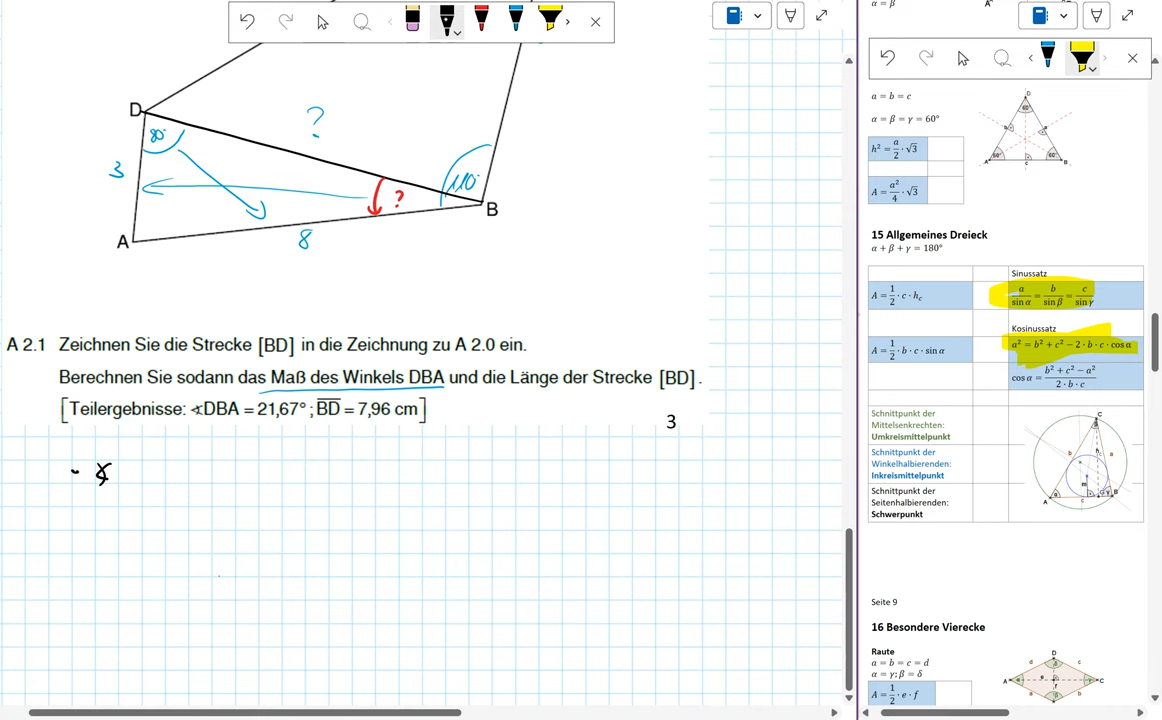 D
80°
?
3
110°
?
B
A
8
A 2.1 Zeichnen Sie die Strecke [BD] in die Zeichnung zu A 2.0 ein.
Berechnen Sie sodann das Maß des Winkels DBA und die Länge der Strecke [BD].
[Teilergebnisse: ∢DBA = 21,67° ; B̅D̅ = 7,96 cm]
3
∢
α = β
A
a = b = c
α = β = γ = 60°
h² = a/2 · √3
A = a²/4 · √3
D
60°
60°
60°
A
c
B
15 Allgemeines Dreieck
α + β + γ = 180°
Sinussatz
A = 1/2 · c · h_c
a/sin α = b/sin β = c/sin γ
Kosinussatz
A = 1/2 · b · c · sin α
a² = b² + c² − 2 · b · c · cos α
cos α = (b² + c² − a²)/(2 · b · c)
Schnittpunkt der
Mittelsenkrechten:
Umkreismittelpunkt
Schnittpunkt der
Winkelhalbierenden:
Inkreismittelpunkt
Schnittpunkt der
Seitenhalbierenden:
Schwerpunkt
C
b
a
m
A
c
B
Seite 9
16 Besondere Vierecke
Raute
a = b = c = d
α = γ; β = δ
A = 1/2 · e · f
D
d
c
A
e
C
f
a
b